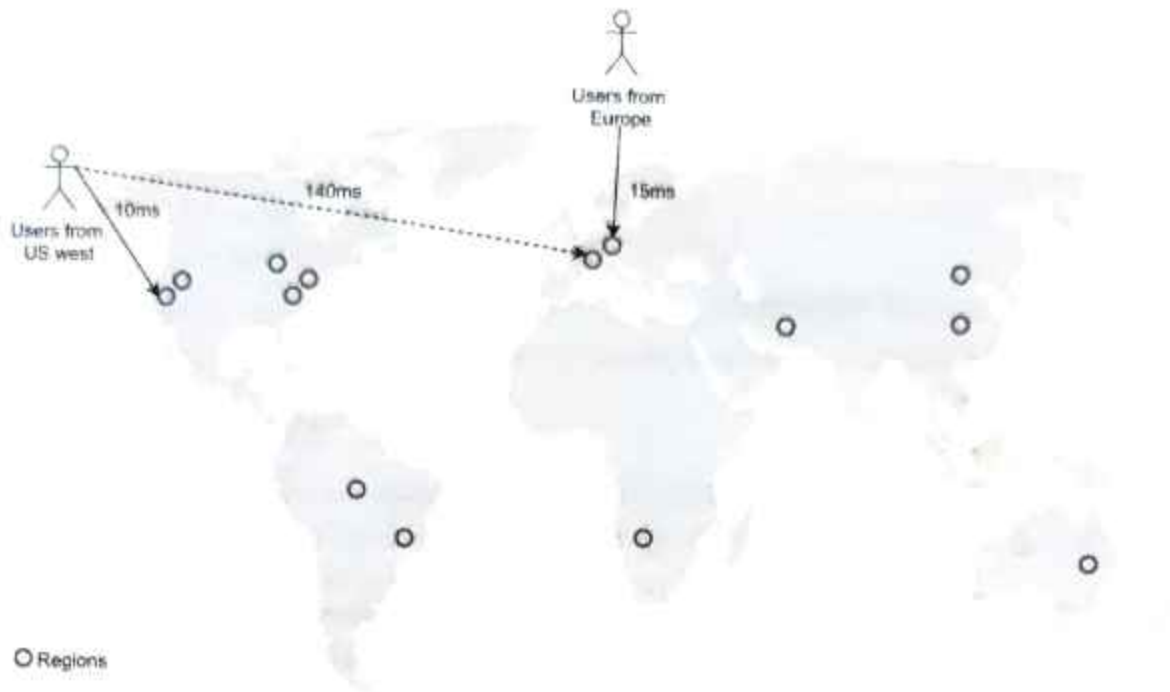 Users from
Europe
140ms
15ms
10ms
Users from
US west
Regions